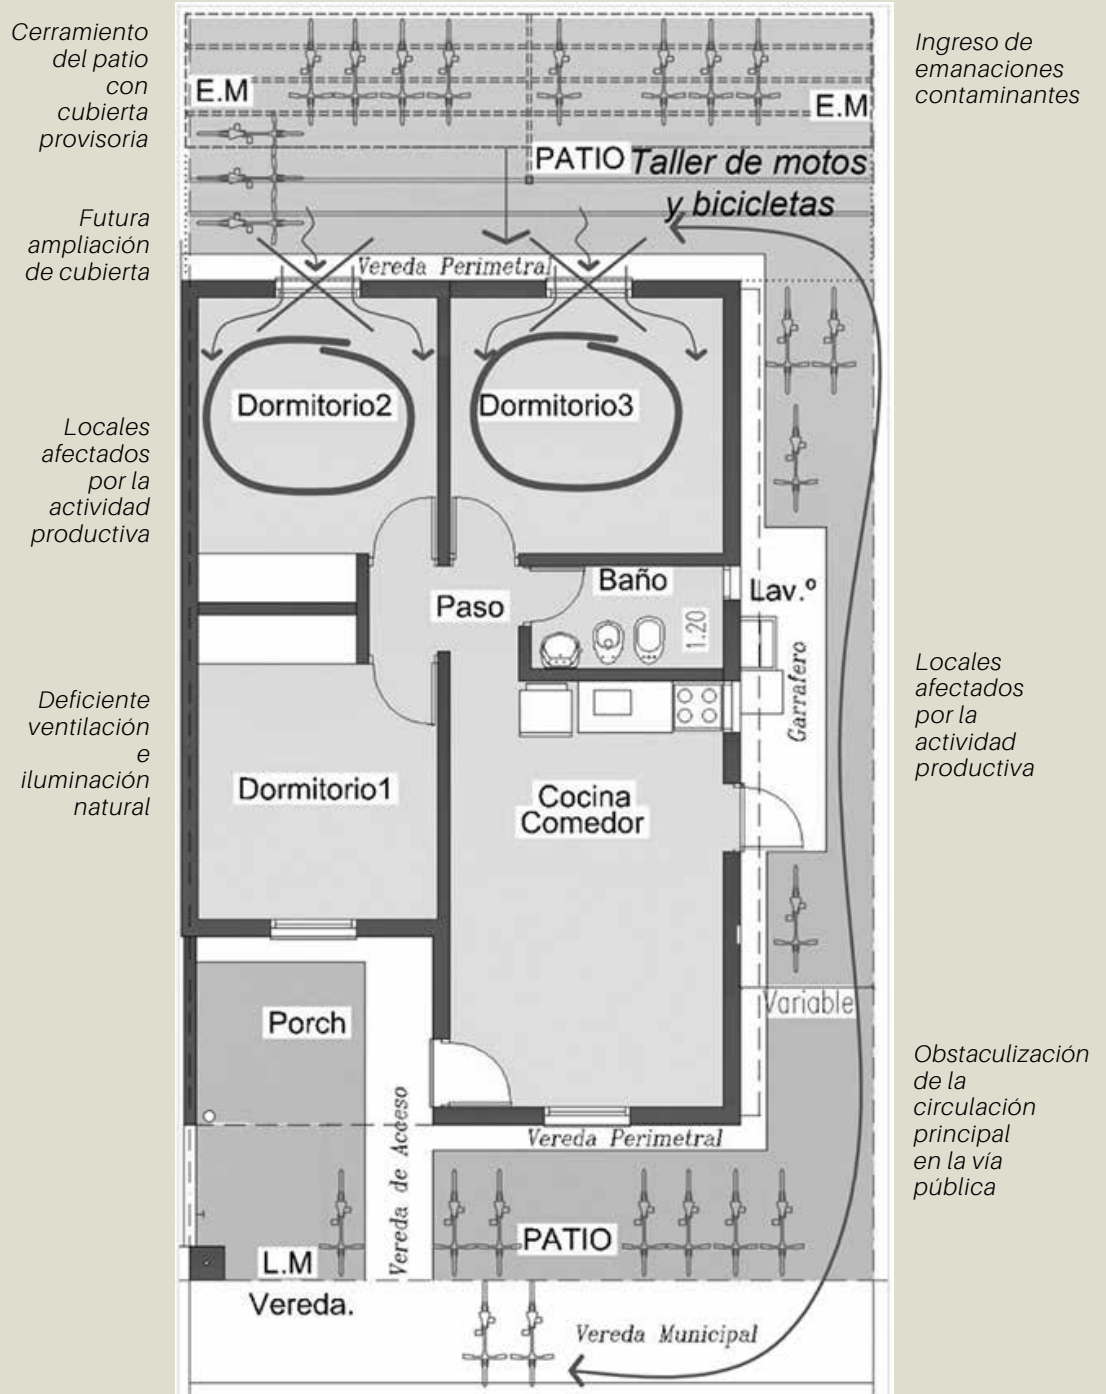 Cerramiento
del patio
con
cubierta
provisoria
Futura
ampliación
de cubierta
Locales
afectados
por la
actividad
productiva
Deficiente
ventilación
e
iluminación
natural
E.M
E.M
PATIO
Taller de motos
y bicicletas
Vereda Perimetral
Dormitorio2
Dormitorio3
Baño
Paso
1.20
Lav.º
Garrafero
Dormitorio1
Cocina
Comedor
Porch
Variable
Vereda de Acceso
Vereda Perimetral
PATIO
L.M
Vereda.
Vereda Municipal
Ingreso de
emanaciones
contaminantes
Locales
afectados
por la
actividad
productiva
Obstaculización
de la
circulación
principal
en la vía
pública